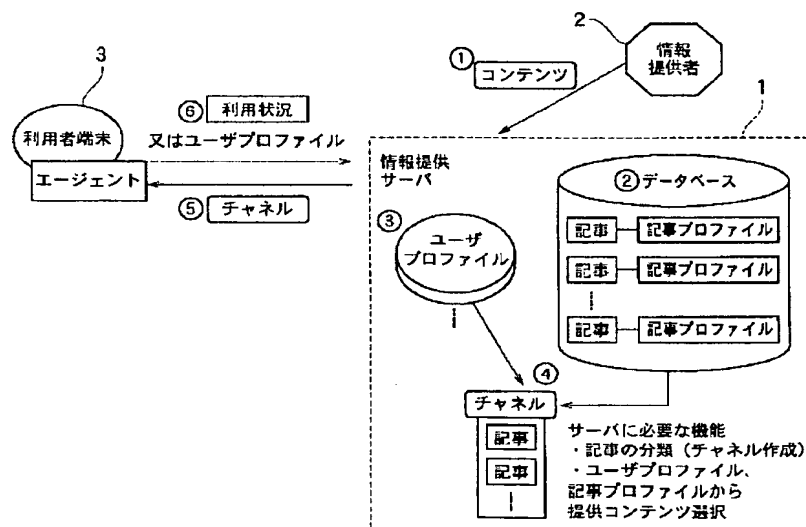 2
情報
提供者
① コンテンツ
3
1
⑥ 利用状況
又はユーザプロファイル
利用者端末
エージェント
⑤ チャネル
情報提供
サーバ
② データベース
記事 記事プロファイル
記事 記事プロファイル
記事 記事プロファイル
③
ユーザ
プロファイル
④
チャネル
記事
記事
サーバに必要な機能
・記事の分類（チャネル作成）
・ユーザプロファイル、
記事プロファイルから
提供コンテンツ選択